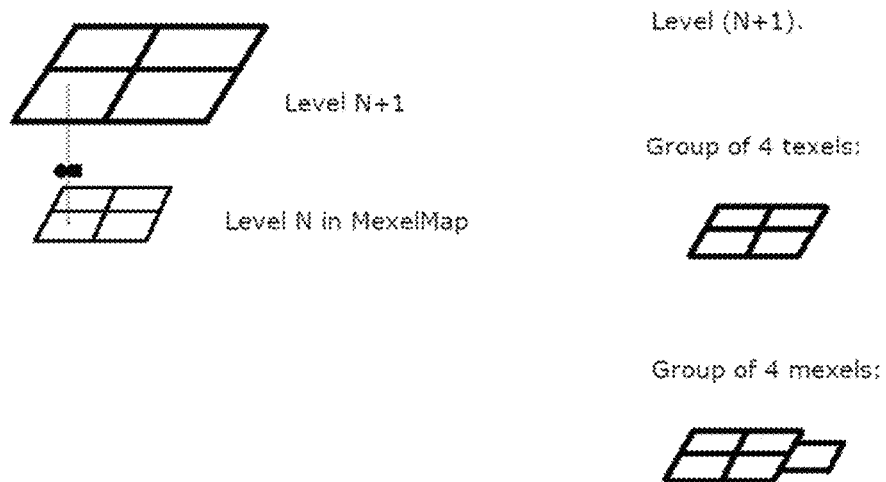 Level (N+1).
Level N+1
Group of 4 texels:
Level N in MexelMap
Group of 4 mexels: